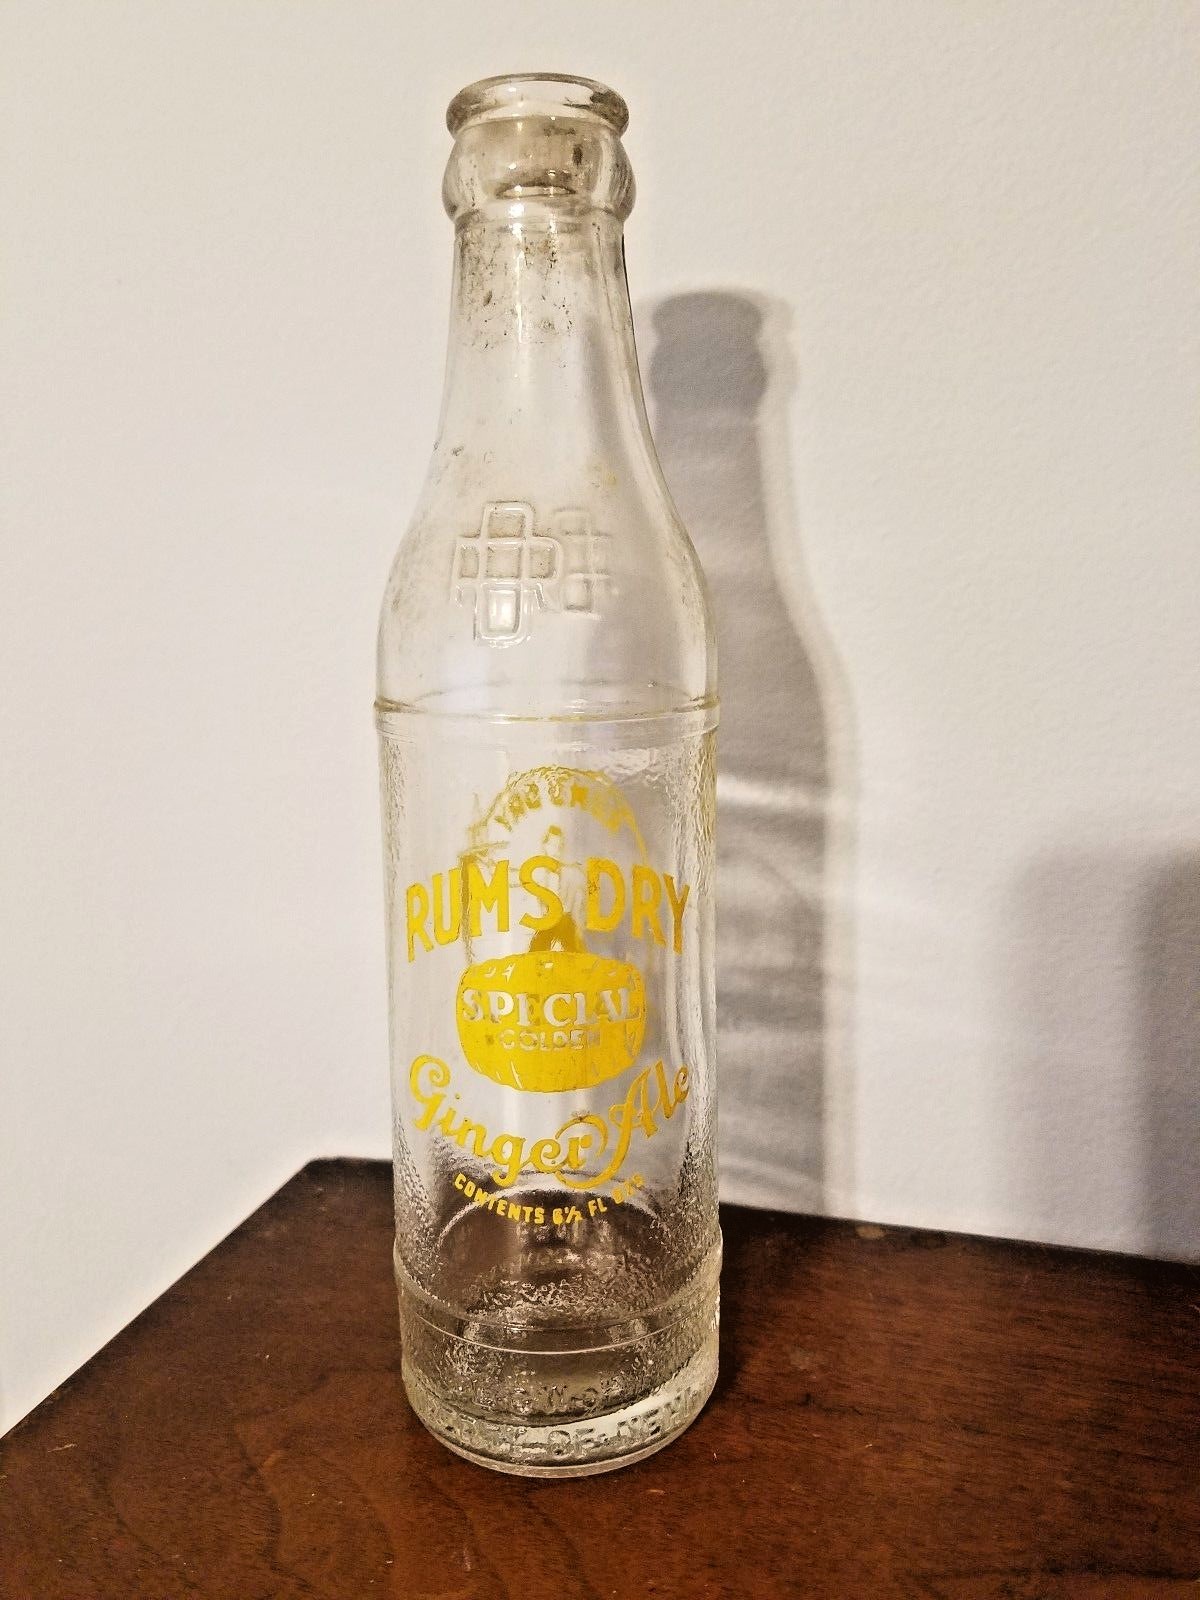 RUMS DRY
SPECIAL
GOLDEN
Ginger Ale
CONTENTS 6½ FL OZS